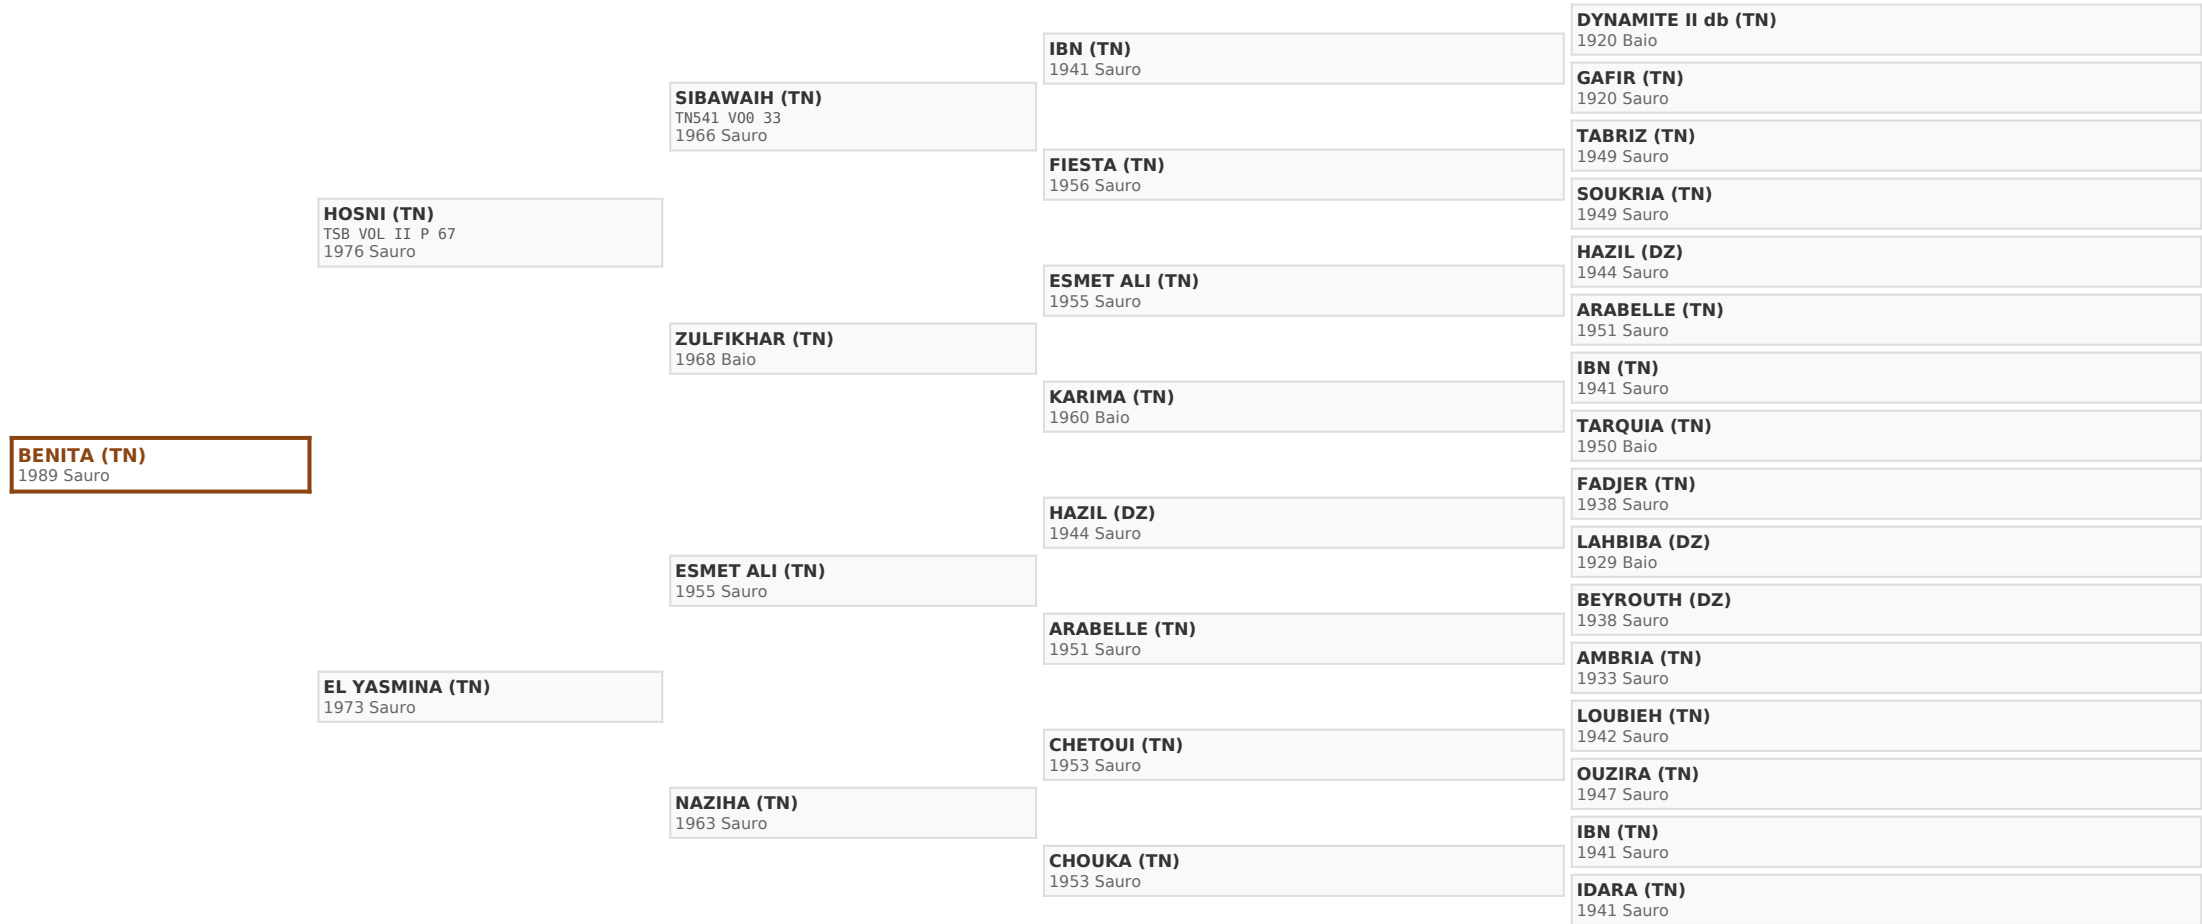 BENITA (TN)
1989 Sauro
HOSNI (TN)
TSB VOL II P 67
1976 Sauro
EL YASMINA (TN)
1973 Sauro
SIBAWAIH (TN)
TN541 VO0 33
1966 Sauro
ZULFIKHAR (TN)
1968 Baio
ESMET ALI (TN)
1955 Sauro
NAZIHA (TN)
1963 Sauro
IBN (TN)
1941 Sauro
FIESTA (TN)
1956 Sauro
ESMET ALI (TN)
1955 Sauro
KARIMA (TN)
1960 Baio
HAZIL (DZ)
1944 Sauro
ARABELLE (TN)
1951 Sauro
CHETOUI (TN)
1953 Sauro
CHOUKA (TN)
1953 Sauro
DYNAMITE II db (TN)
1920 Baio
GAFIR (TN)
1920 Sauro
TABRIZ (TN)
1949 Sauro
SOUKRIA (TN)
1949 Sauro
HAZIL (DZ)
1944 Sauro
ARABELLE (TN)
1951 Sauro
IBN (TN)
1941 Sauro
TARQUIA (TN)
1950 Baio
FADJER (TN)
1938 Sauro
LAHBIBA (DZ)
1929 Baio
BEYROUTH (DZ)
1938 Sauro
AMBRIA (TN)
1933 Sauro
LOUBIEH (TN)
1942 Sauro
OUZIRA (TN)
1947 Sauro
IBN (TN)
1941 Sauro
IDARA (TN)
1941 Sauro